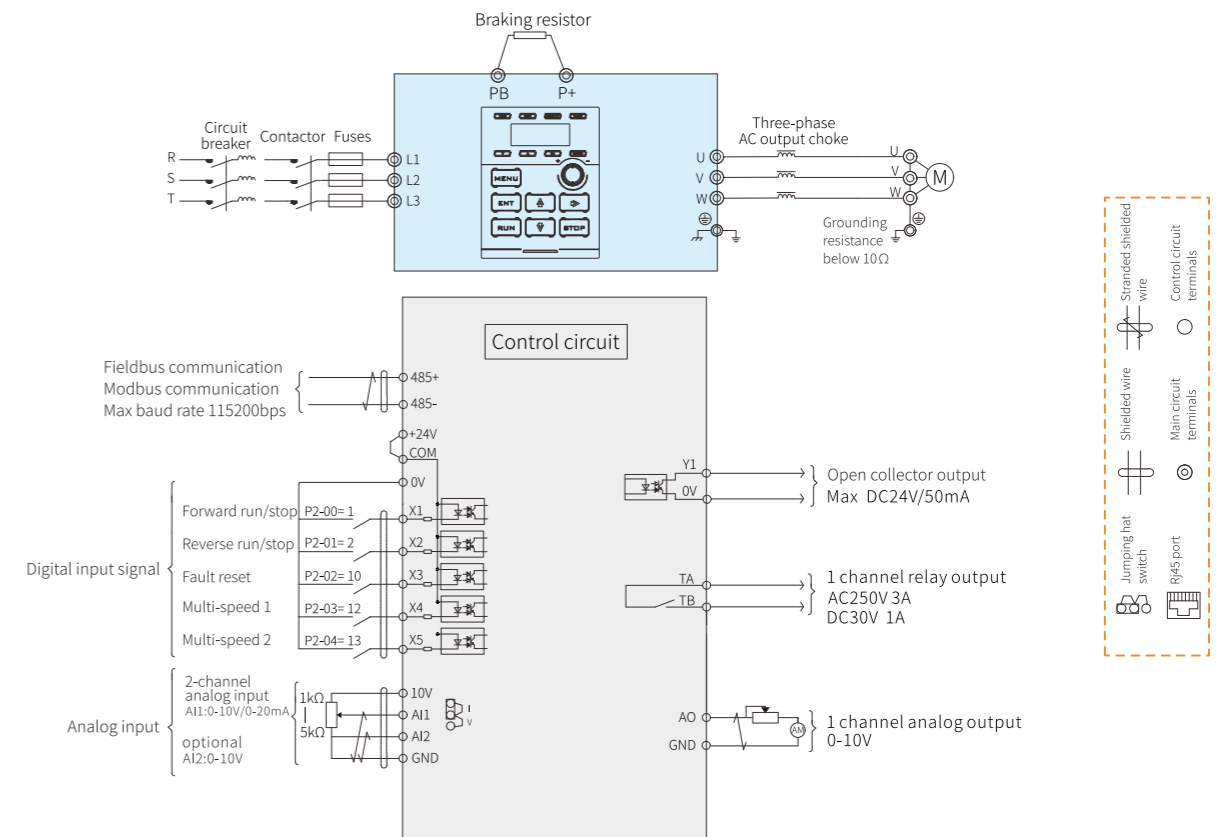 Braking resistor
PB
P+
Circuit
breaker
Contactor
Fuses
R
S
T
L1
L2
L3
MENU
ENT
RUN
STOP
U
V
W
Three-phase
AC output choke
U
V
W
M
Grounding
resistance
below 10Ω
Control circuit
Fieldbus communication
Modbus communication
Max baud rate 115200bps
485+
485-
+24V
COM
0V
Digital input signal
Forward run/stop
P2-00= 1
X1
Reverse run/stop
P2-01= 2
X2
Fault reset
P2-02= 10
X3
Multi-speed 1
P2-03= 12
X4
Multi-speed 2
P2-04= 13
X5
Analog input
2-channel
analog input
AI1:0-10V/0-20mA
optional
AI2:0-10V
1kΩ
5kΩ
10V
AI1
AI2
GND
I
V
Y1
0V
Open collector output
Max DC24V/50mA
TA
TB
1 channel relay output
AC250V 3A
DC30V 1A
AO
GND
AM
1 channel analog output
0-10V
Stranded shielded
wire
Control circuit
terminals
Shielded wire
Main circuit
terminals
Jumping hat
switch
Rj45 port